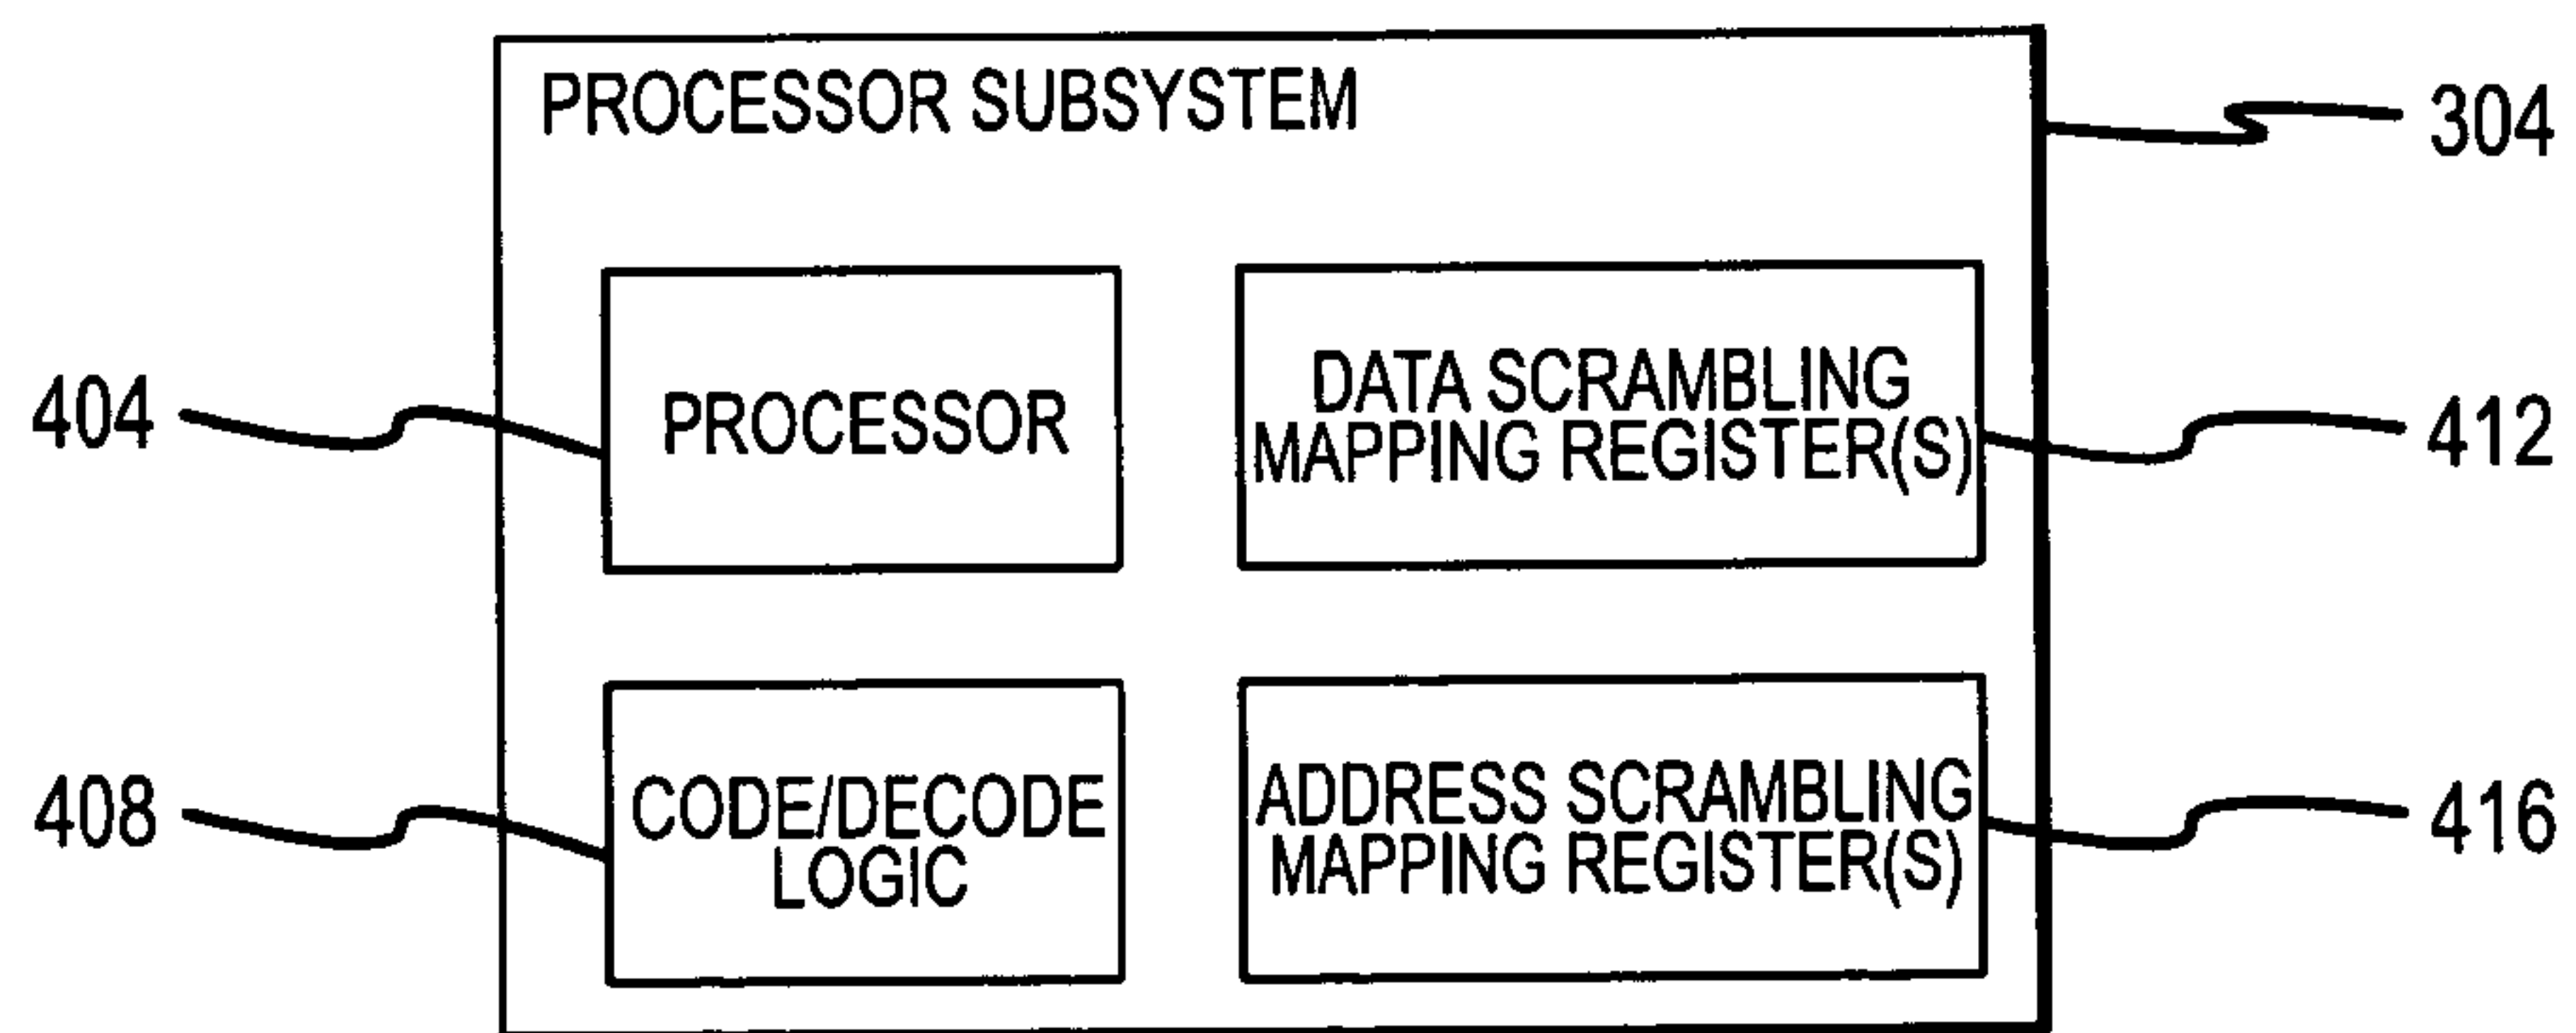 PROCESSOR SUBSYSTEM
304
404
PROCESSOR
DATA SCRAMBLING
MAPPING REGISTER(S)
412
408
CODE/DECODE
LOGIC
ADDRESS SCRAMBLING
MAPPING REGISTER(S)
416